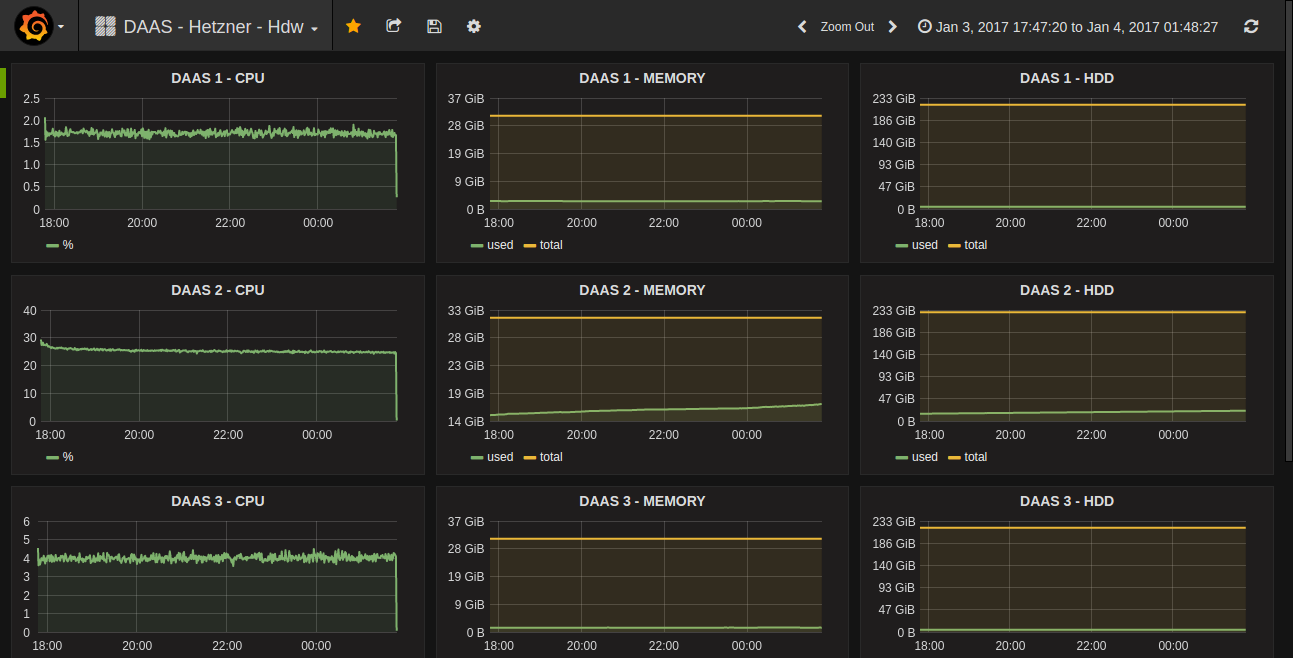 DAAS - Hetzner - Hdw
Zoom Out
Jan 3, 2017 17:47:20 to Jan 4, 2017 01:48:27
DAAS 1 - CPU
2.5
2.0
1.5
1.0
0.5
0
18:00 20:00 22:00 00:00
%
DAAS 1 - MEMORY
37 GiB
28 GiB
19 GiB
9 GiB
0 B
18:00 20:00 22:00 00:00
used total
DAAS 1 - HDD
233 GiB
186 GiB
140 GiB
93 GiB
47 GiB
0 B
18:00 20:00 22:00 00:00
used total
DAAS 2 - CPU
40
30
20
10
0
18:00 20:00 22:00 00:00
%
DAAS 2 - MEMORY
33 GiB
28 GiB
23 GiB
19 GiB
14 GiB
18:00 20:00 22:00 00:00
used total
DAAS 2 - HDD
233 GiB
186 GiB
140 GiB
93 GiB
47 GiB
0 B
18:00 20:00 22:00 00:00
used total
DAAS 3 - CPU
6
5
4
3
2
1
0
18:00 20:00 22:00 00:00
DAAS 3 - MEMORY
37 GiB
28 GiB
19 GiB
9 GiB
0 B
18:00 20:00 22:00 00:00
DAAS 3 - HDD
233 GiB
186 GiB
140 GiB
93 GiB
47 GiB
0 B
18:00 20:00 22:00 00:00